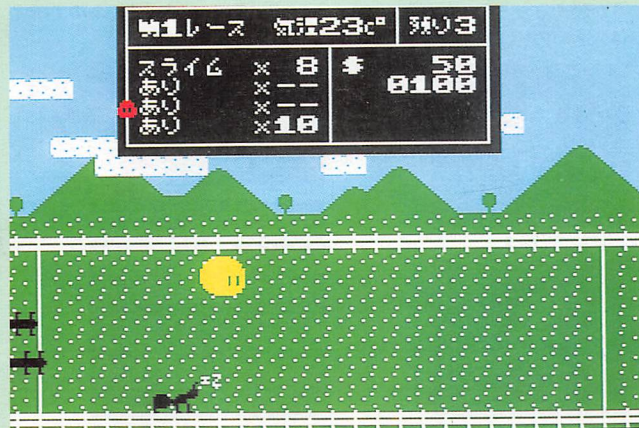 第1レース 気温23c° 残り3
スライム × 8
あり ×--
あり ×--
あり ×10
$ 50
0100